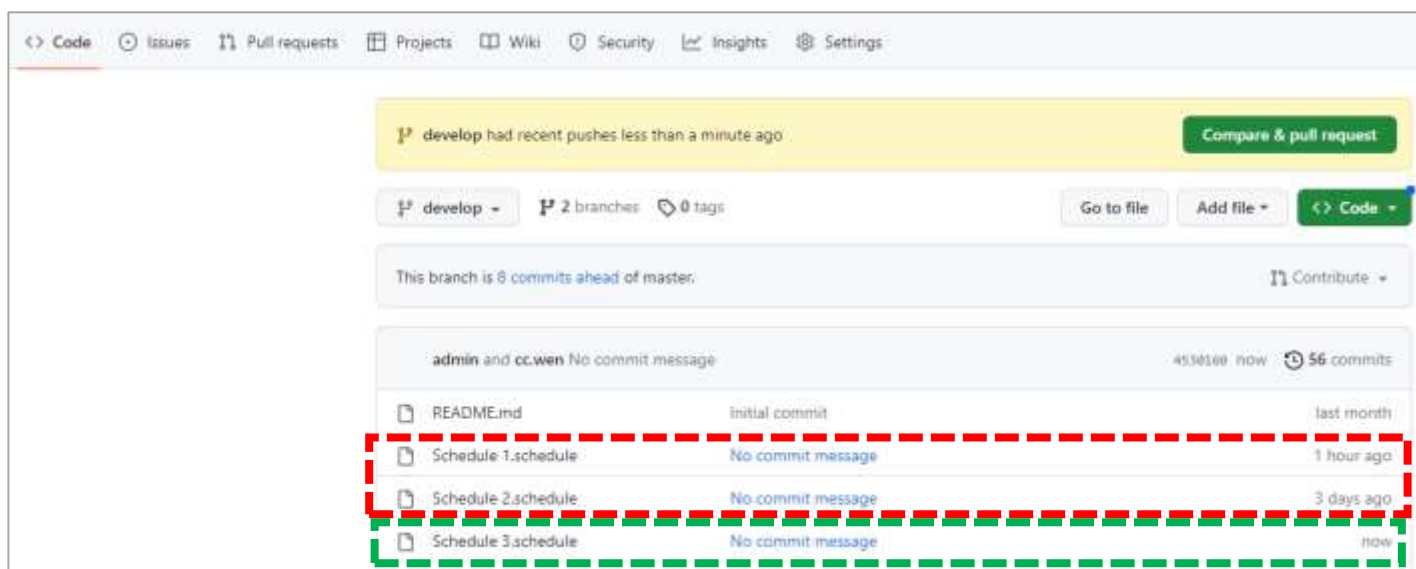 <> Code Issues Pull requests Projects Wiki Security Insights Settings
develop had recent pushes less than a minute ago Compare & pull request
develop 2 branches 0 tags Go to file Add file <> Code
This branch is 8 commits ahead of master. Contribute
admin and cc.wen No commit message now 56 commits
README.md Initial commit last month
Schedule 1.schedule No commit message 1 hour ago
Schedule 2.schedule No commit message 3 days ago
Schedule 3.schedule No commit message now